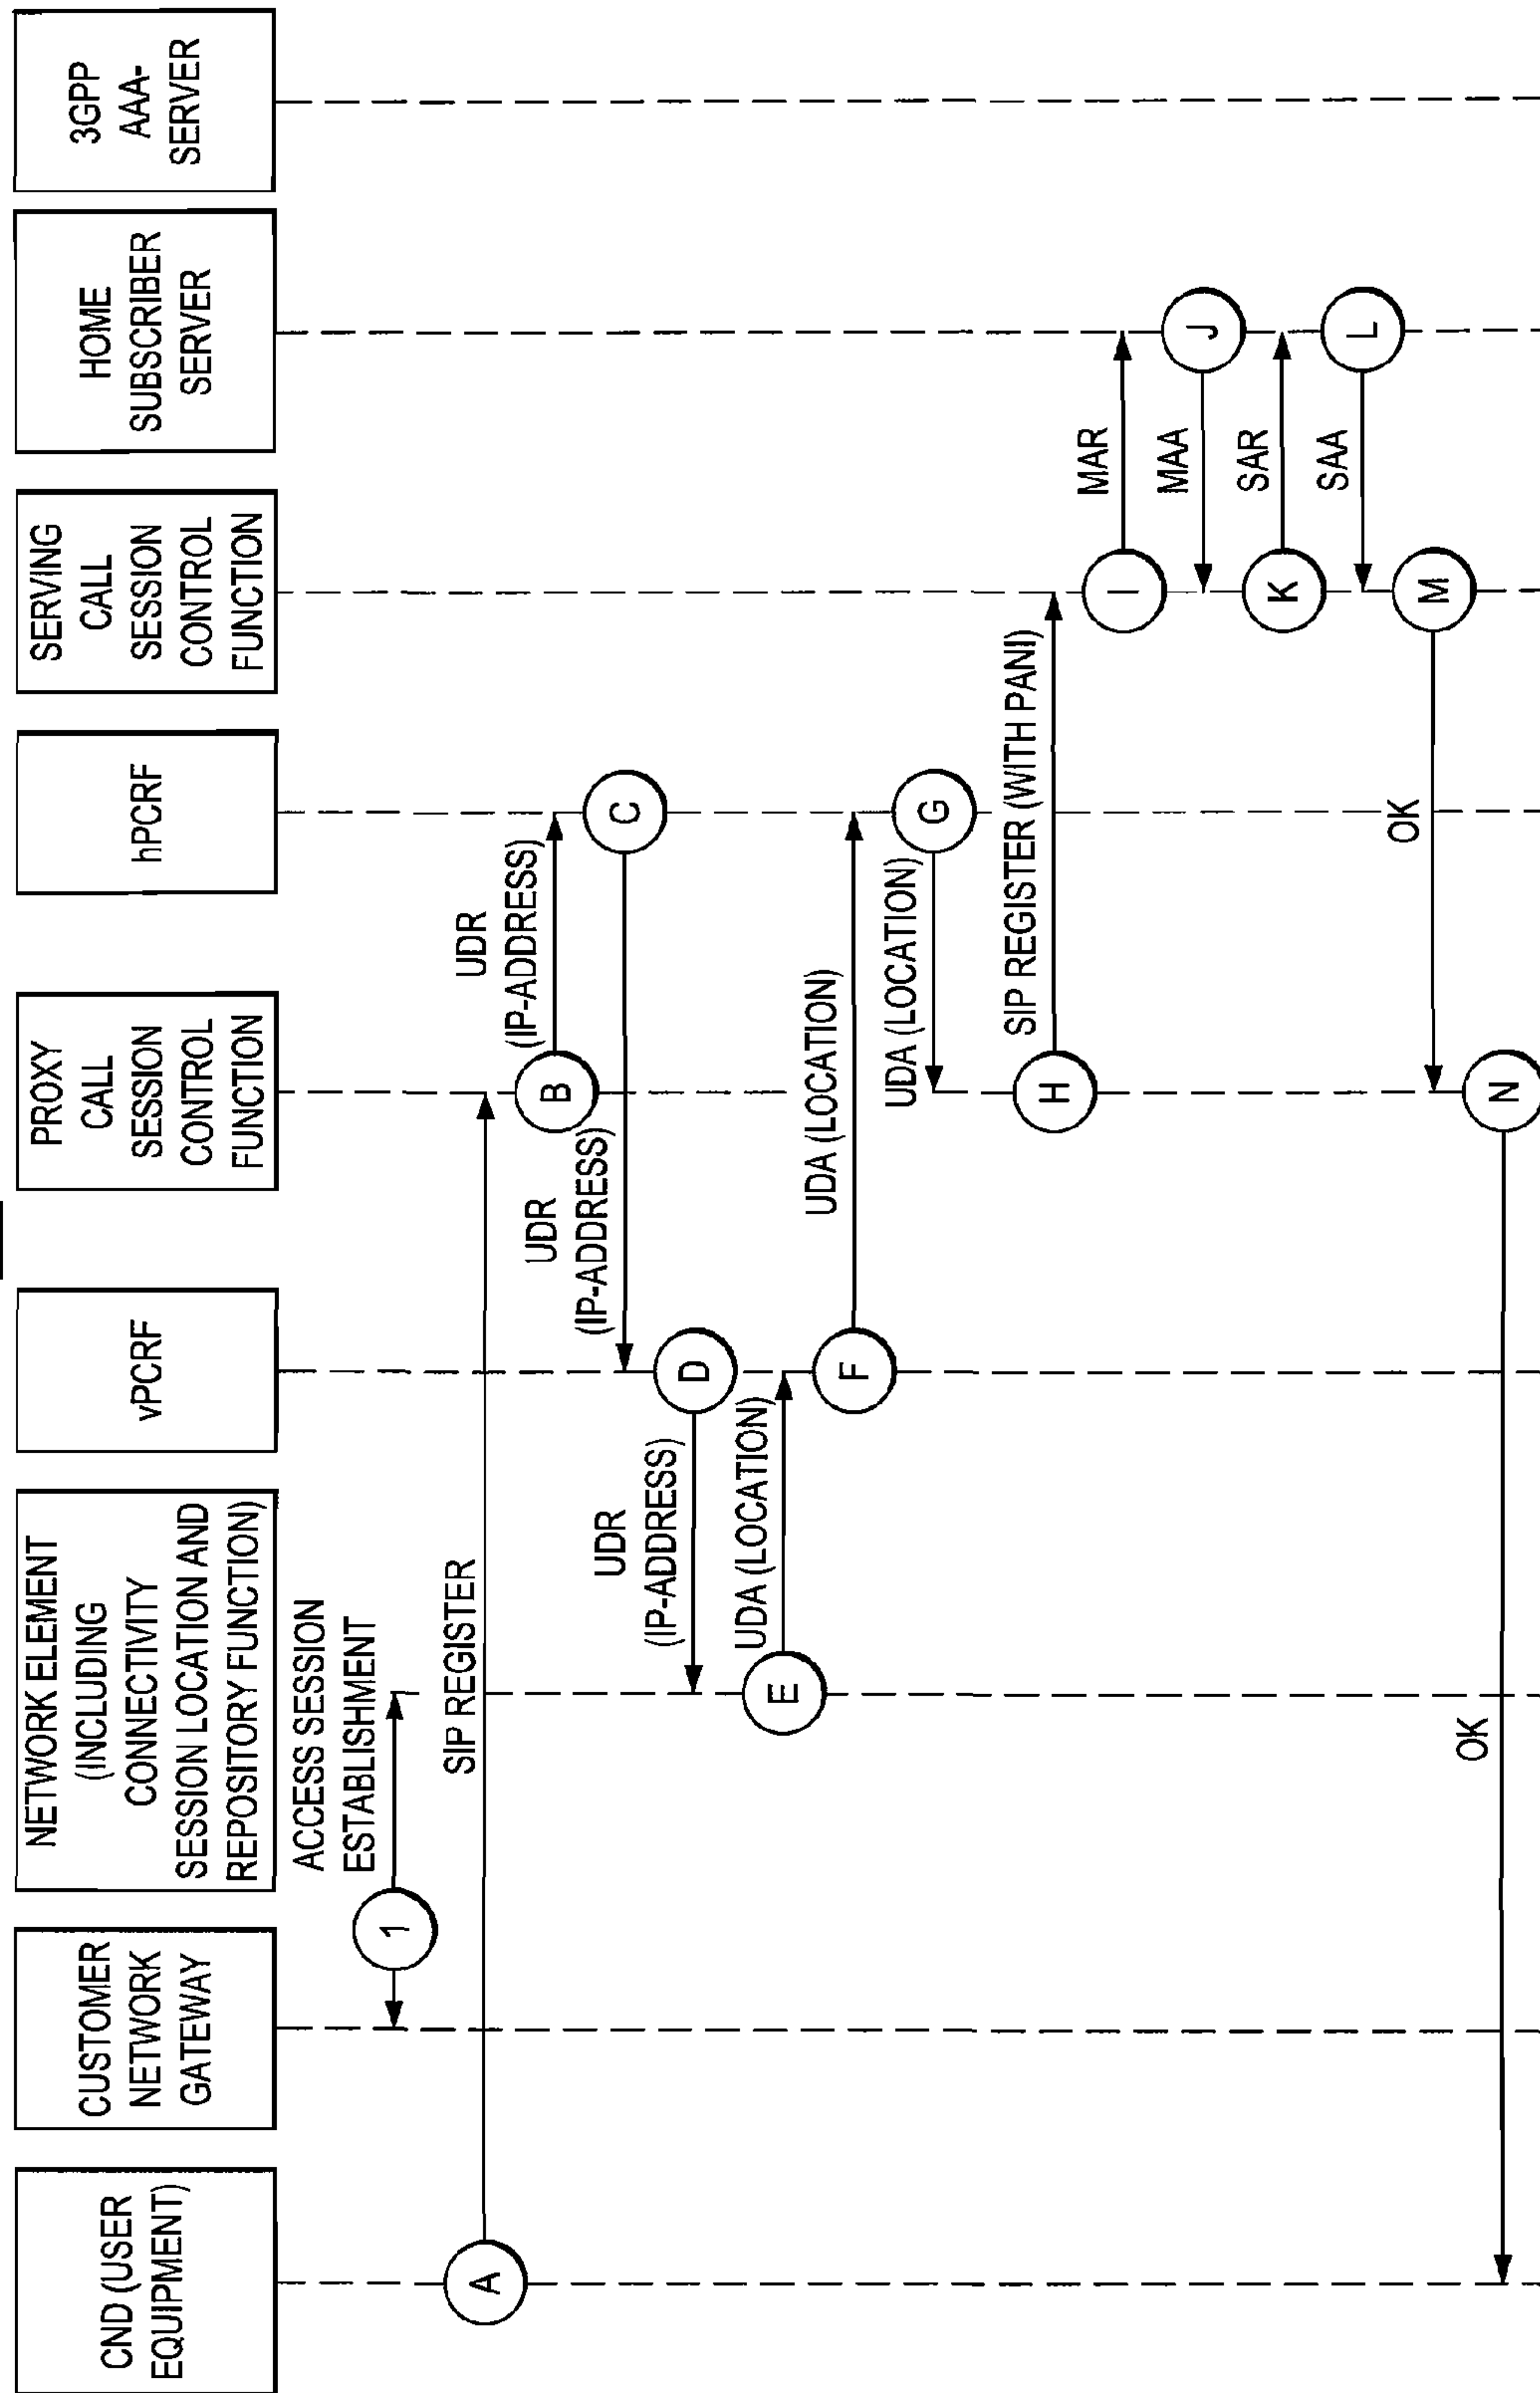 CND (USER
EQUIPMENT)
CUSTOMER
NETWORK
GATEWAY
NETWORK ELEMENT
(INCLUDING
CONNECTIVITY
SESSION LOCATION AND
REPOSITORY FUNCTION)
vPCRF
PROXY
CALL
SESSION
CONTROL
FUNCTION
hPCRF
SERVING
CALL
SESSION
CONTROL
FUNCTION
HOME
SUBSCRIBER
SERVER
3GPP
AAA-
SERVER
ACCESS SESSION
ESTABLISHMENT
1
SIP REGISTER
A
UDR
(IP-ADDRESS)
B
UDR
(IP-ADDRESS)
C
UDR
(IP-ADDRESS)
D
UDA (LOCATION)
E
UDA (LOCATION)
F
UDA (LOCATION)
G
SIP REGISTER (WITH PANI)
H
MAR
I
MAA
J
SAR
K
SAA
L
OK
M
OK
N